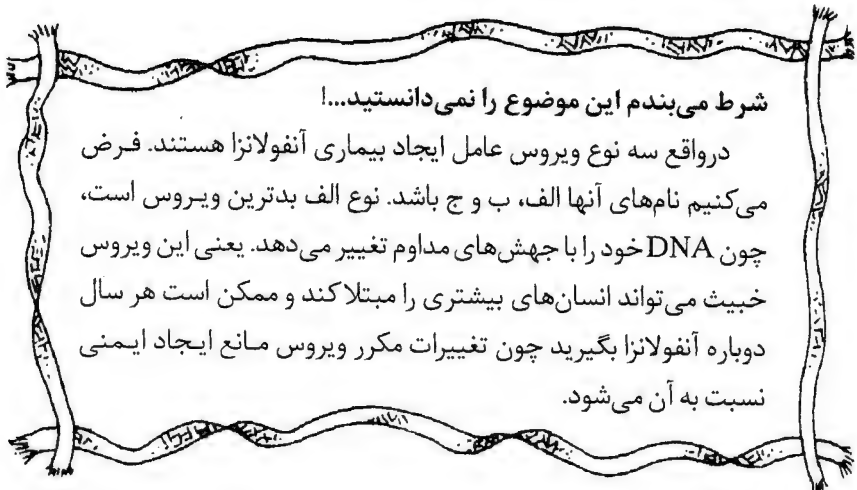 شرط می‌بندم این موضوع را نمی‌دانستید...!
درواقع سه نوع ویروس عامل ایجاد بیماری آنفولانزا هستند. فرض
می‌کنیم نام‌های آنها الف، ب و ج باشد. نوع الف بدترین ویروس است،
چون DNA خود را با جهش‌های مداوم تغییر می‌دهد. یعنی این ویروس
خبیث می‌تواند انسان‌های بیشتری را مبتلا کند و ممکن است هر سال
دوباره آنفولانزا بگیرید چون تغییرات مکرر ویروس مانع ایجاد ایمنی
نسبت به آن می‌شود.